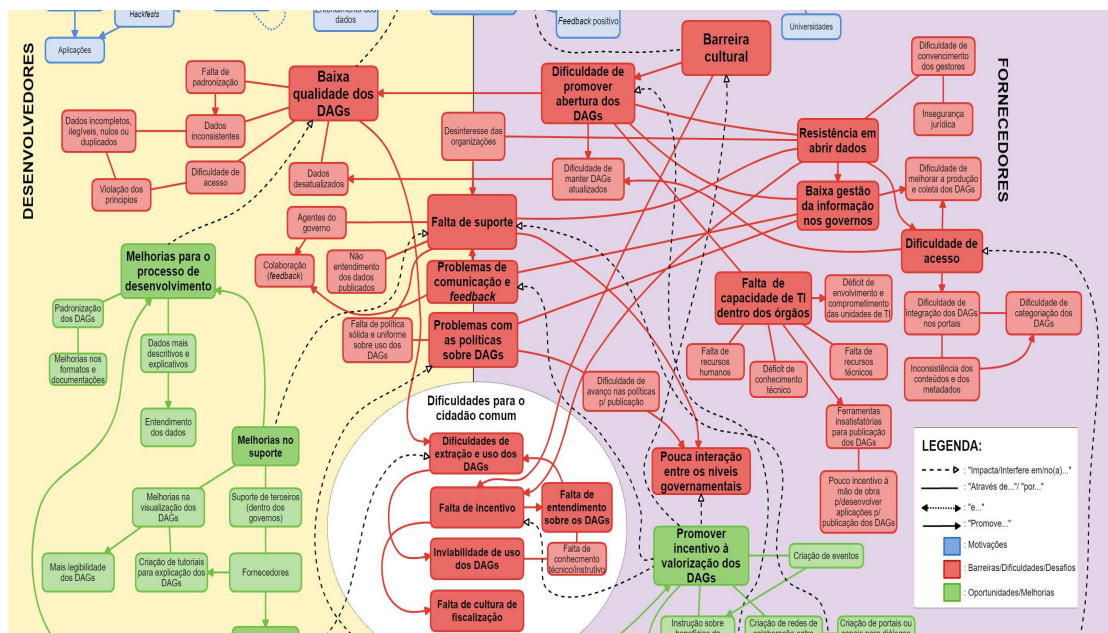 Hackfests
Entendimento dos
dados
Aplicações
Feedback positivo
Universidades
DESENVOLVEDORES
FORNECEDORES
Barreira
cultural
Dificuldade de
convencimento
dos gestores
Insegurança
jurídica
Falta de
padronização
Baixa
qualidade dos
DAGs
Dificuldade de
promover
abertura dos
DAGs
Dados incompletos,
ilegíveis, nulos ou
duplicados
Dados
inconsistentes
Desinteresse das
organizações
Resistência em
abrir dados
Violação dos
príncipios
Dificuldade de
acesso
Dados
desatualizados
Dificuldade de
manter DAGs
atualizados
Baixa gestão
da informação
nos governos
Dificuldade de
melhorar a produção
e coleta dos DAGs
Agentes do
governo
Falta de suporte
Dificuldade de
acesso
Melhorias para o
processo de
desenvolvimento
Colaboração
(feedback)
Não
entendimento
dos dados
publicados
Problemas de
comunicação e
feedback
Falta de
capacidade de TI
dentro dos órgãos
Déficit de
envolvimento e
comprometimento
das unidades de TI
Dificuldade de
integração dos DAGs
nos portais
Dificuldade de
categoriação dos
DAGs
Padronização
dos DAGs
Falta de política
sólida e uniforme
sobre uso dos
DAGs
Problemas com
as políticas
sobre DAGs
Melhorias nos
formatos e
documentações
Dados mais
descritivos e
explicativos
Falta de
recursos
humanos
Déficit de
conhecimento
técnico
Falta de
recursos
técnicos
Inconsistência dos
conteúdos e dos
metadados
Dificuldade de
avanço nas políticas
p/ publicação
Dificuldades para o
cidadão comum
Entendimento
dos dados
Ferramentas
insatisfatórias
para publicação
dos DAGs
Melhorias no
suporte
Dificuldades de
extração e uso dos
DAGs
Pouca interação
entre os níveis
governamentais
Pouco incentivo à
mão de obra
p/desenvolver
aplicações p/
publicação dos DAGs
Melhorias na
visualização dos
DAGs
Suporte de terceiros
(dentro dos
governos)
Falta de incentivo
Falta de
entendimento
sobre os DAGs
Mais legibilidade
dos DAGs
Criação de tutoriais
para explicação dos
DAGs
Fornecedores
Inviabilidade de uso
dos DAGs
Falta de
conhecmento
técnico/instrutivo
Promover
incentivo à
valorização dos
DAGs
Criação de eventos
Falta de cultura de
fiscalização
Instrução sobre
Criação de redes de
Criação de portais ou
LEGENDA:
: "Impacta/Interfere em/no(a)..."
: "Através de..."/ "por..."
: "e..."
: "Promove..."
: Motivações
: Barreiras/Dificuldades/Desafios
: Oportunidades/Melhorias